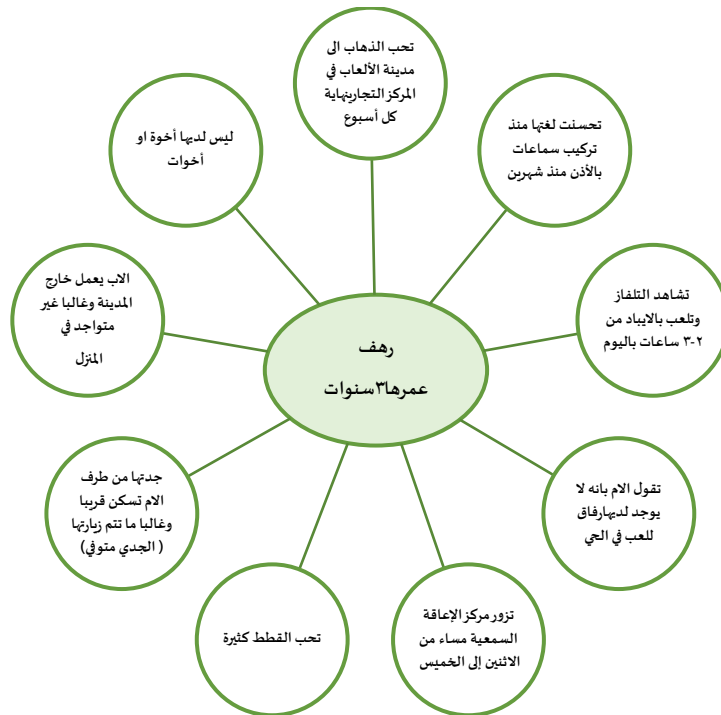 تحب الذهاب الى
مدينة الألعاب في
المركز التجاربنهاية
كل أسبوع
تحسنت لغتها منذ
تركيب سماعات
بالأذن منذ شهرين
تشاهد التلفاز
وتلعب بالايباد من
٢-٣ ساعات باليوم
تقول الام بانه لا
يوجد لديهارفاق
للعب في الحي
تزور مركز الإعاقة
السمعية مساء من
الاثنين إلى الخميس
تحب القطط كثيرة
جدتها من طرف
الام تسكن قريبا
وغالبا ما تتم زيارتها
( الجدي متوفي)
الاب يعمل خارج
المدينة وغالبا غير
متواجد في
المنزل
ليس لديها أخوة او
أخوات
رهف
عمرها٣سنوات